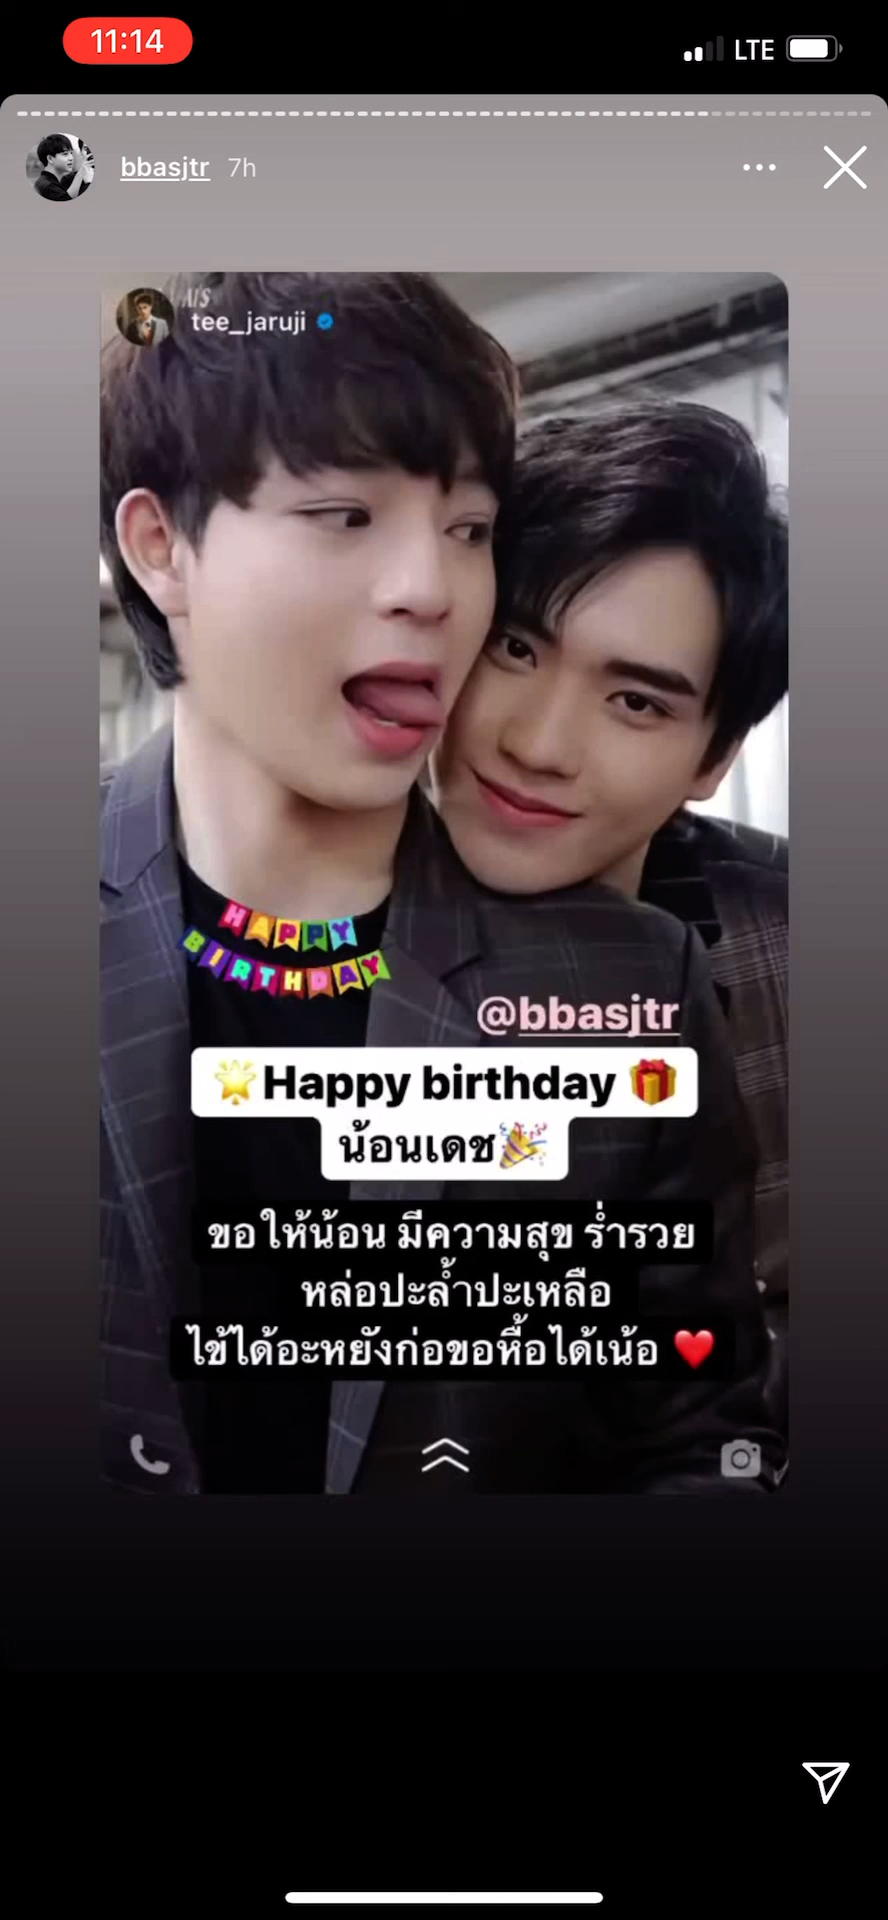 11:14
LTE
bbasjtr 7h
AIS
tee_jaruji
HAPPY
BIRTHDAY
@bbasjtr
🌟Happy birthday 🎁
น้อนเดช🎉
ขอให้น้อน มีความสุข ร่ำรวย
หล่อปะล้ำปะเหลือ
ไข้ได้อะหยังก่อขอหื้อได้เน้อ ❤️